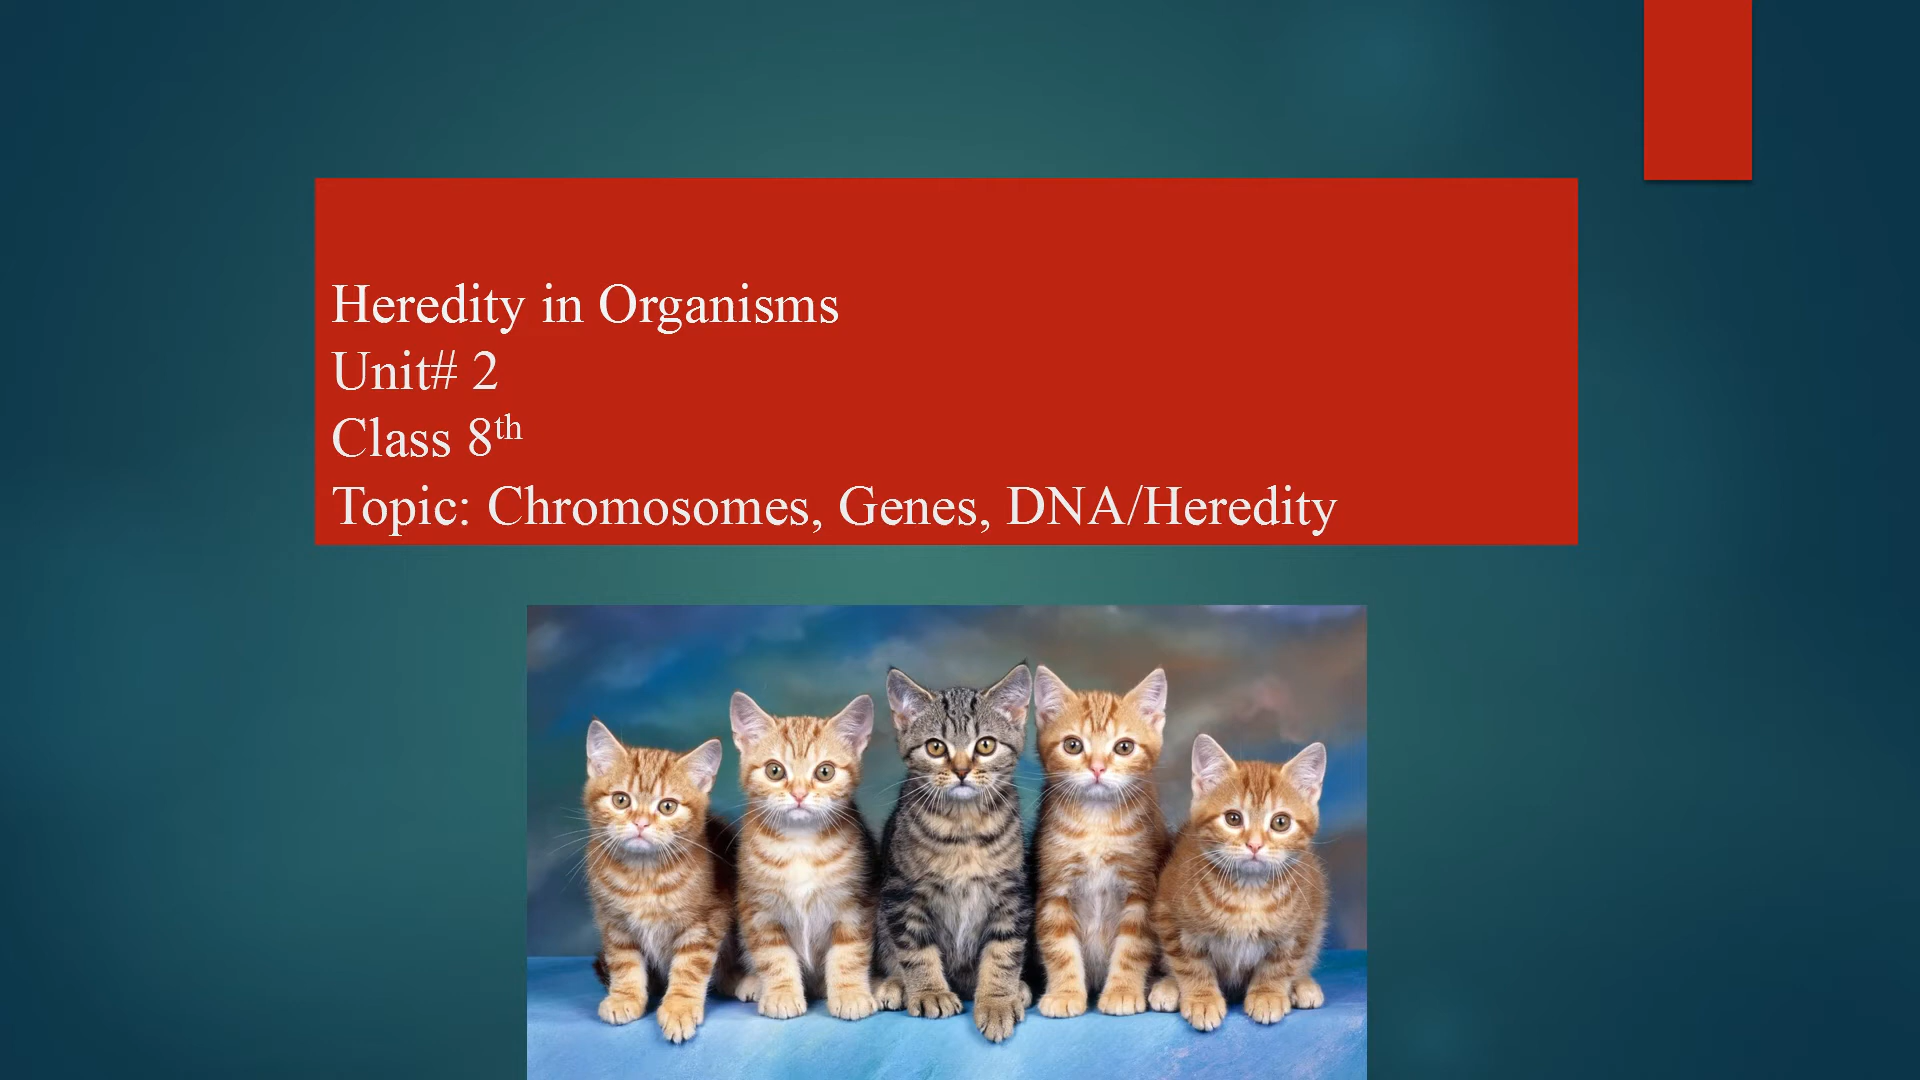 Heredity in Organisms
Unit# 2
Class 8th
Topic: Chromosomes, Genes, DNA/Heredity